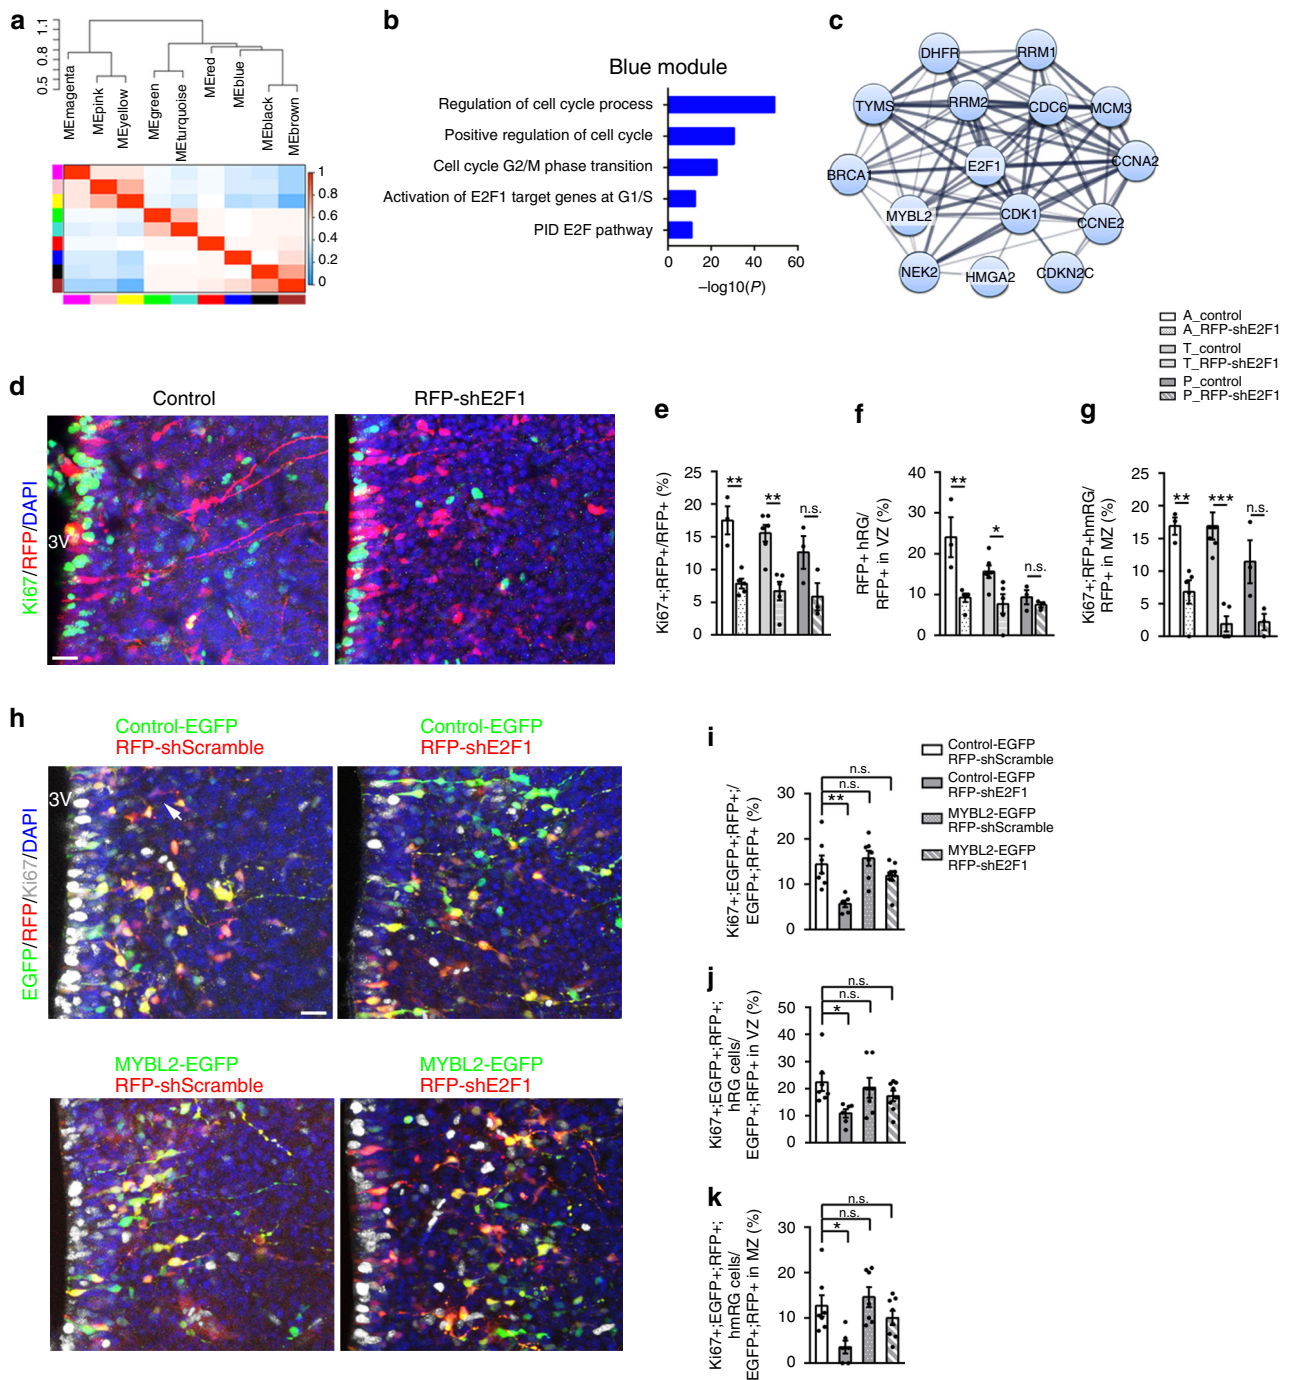 a
1.1
0.8
0.5
MEmagenta
MEpink
MEyellow
MEgreen
MEturquoise
MEred
MEblue
MEblack
MEbrown
1
0.8
0.6
0.4
0.2
0
b
Blue module
Regulation of cell cycle process
Positive regulation of cell cycle
Cell cycle G2/M phase transition
Activation of E2F1 target genes at G1/S
PID E2F pathway
0 20 40 60
–log10(P)
c
DHFR
RRM1
TYMS
RRM2
CDC6
MCM3
BRCA1
E2F1
CCNA2
MYBL2
CDK1
CCNE2
NEK2
HMGA2
CDKN2C
A_control
A_RFP-shE2F1
T_control
T_RFP-shE2F1
P_control
P_RFP-shE2F1
d
Control
RFP-shE2F1
Ki67/RFP/DAPI
3V
e
Ki67+;RFP+/RFP+ (%)
25
20
15
10
5
0
**
**
n.s.
f
RFP+ hRG/
RFP+ in VZ (%)
40
30
20
10
0
**
*
n.s.
g
Ki67+;RFP+hmRG/
RFP+ in MZ (%)
25
20
15
10
5
0
**
***
n.s.
h
Control-EGFP
RFP-shScramble
Control-EGFP
RFP-shE2F1
EGFP/RFP/Ki67/DAPI
3V
MYBL2-EGFP
RFP-shScramble
MYBL2-EGFP
RFP-shE2F1
i
Ki67+;EGFP+;RFP+;/
EGFP+;RFP+ (%)
30
20
10
0
n.s.
n.s.
**
Control-EGFP
RFP-shScramble
Control-EGFP
RFP-shE2F1
MYBL2-EGFP
RFP-shScramble
MYBL2-EGFP
RFP-shE2F1
j
Ki67+;EGFP+;RFP+;
hRG cells/
EGFP+;RFP+ in VZ (%)
50
40
30
20
10
0
n.s.
n.s.
*
k
Ki67+;EGFP+;RFP+;
hmRG cells/
EGFP+;RFP+ in MZ (%)
30
20
10
0
n.s.
n.s.
*